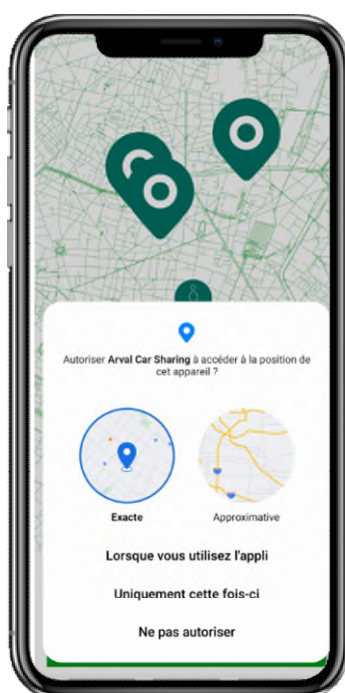 Autoriser Arval Car Sharing à accéder à la position de
cet appareil ?
Exacte
Approximative
Lorsque vous utilisez l'appli
Uniquement cette fois-ci
Ne pas autoriser